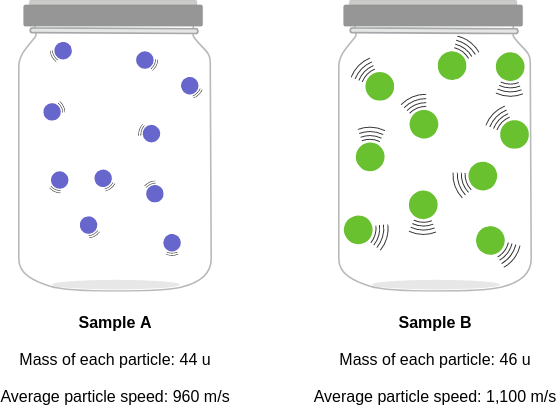 Sample A
Mass of each particle: 44 u
Average particle speed: 960 m/s
Sample B
Mass of each particle: 46 u
Average particle speed: 1,100 m/s